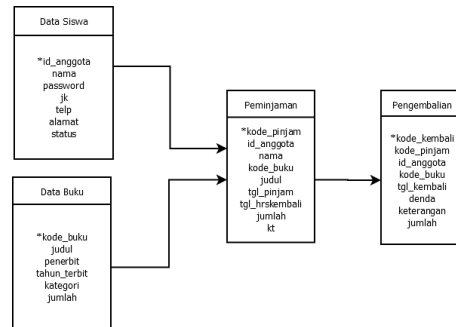 Data Siswa
*id_anggota
nama
password
jk
telp
alamat
status
Data Buku
*kode_buku
judul
penerbit
tahun_terbit
kategori
jumlah
Peminjaman
*kode_pinjam
id_anggota
nama
kode_buku
judul
tgl_pinjam
tgl_hrskembali
jumlah
kt
Pengembalian
*kode_kembali
kode_pinjam
id_anggota
kode_buku
tgl_kembali
denda
keterangan
jumlah